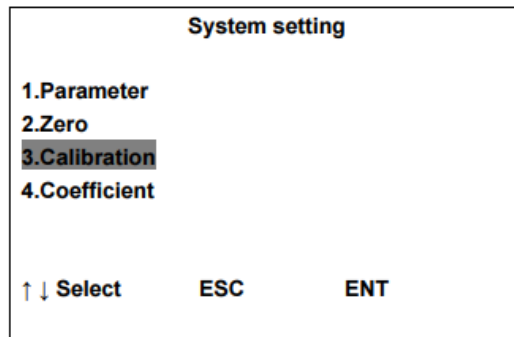 System setting
1.Parameter
2.Zero
3.Calibration
4.Coefficient
↑↓ Select ESC ENT